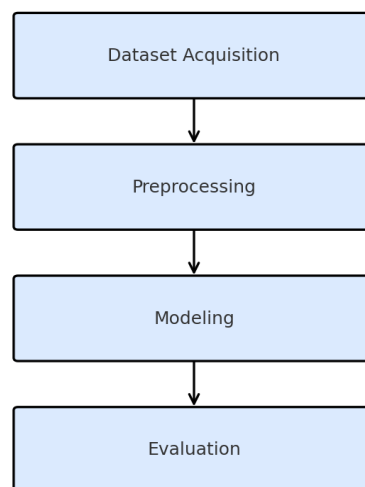 Dataset Acquisition
Preprocessing
Modeling
Evaluation